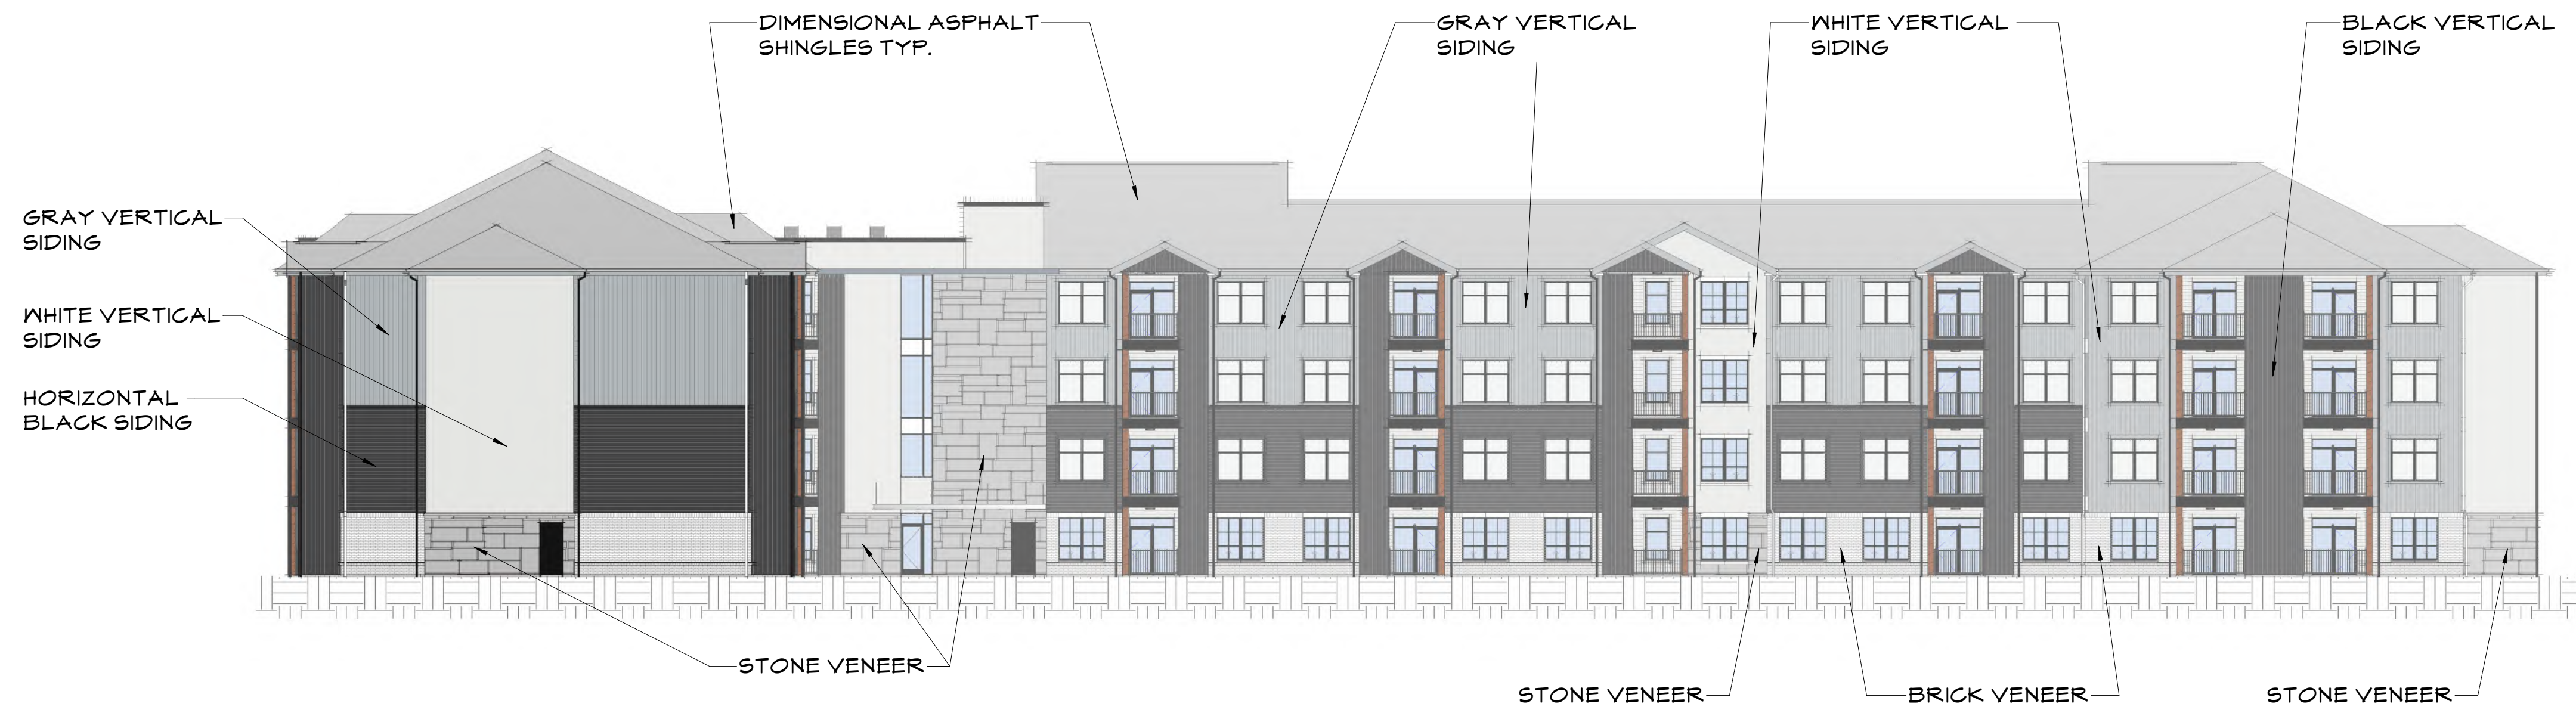 DIMENSIONAL ASPHALT
SHINGLES TYP.
GRAY VERTICAL
SIDING
WHITE VERTICAL
SIDING
BLACK VERTICAL
SIDING
GRAY VERTICAL
SIDING
WHITE VERTICAL
SIDING
HORIZONTAL
BLACK SIDING
STONE VENEER
STONE VENEER
BRICK VENEER
STONE VENEER